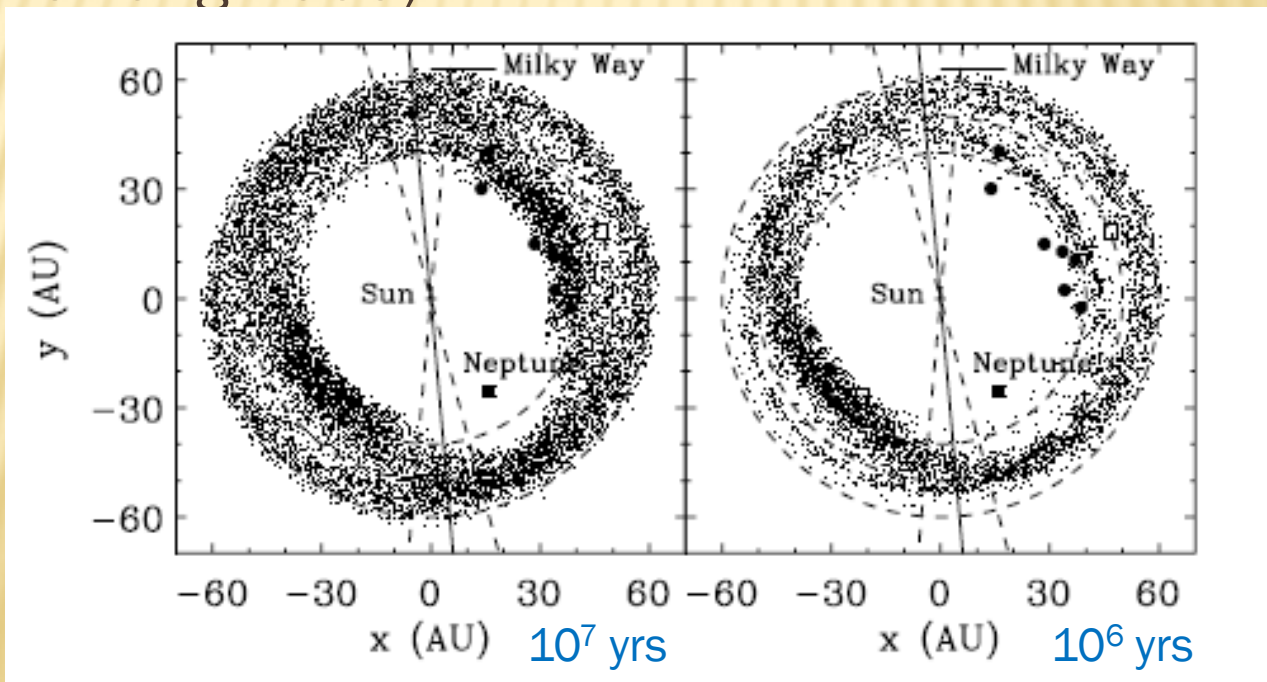 Milky Way
Milky Way
60
30
0
−30
−60
y (AU)
Sun
Sun
Neptune
Neptune
−60 −30 0 30 60
−60 −30 0 30 60
x (AU)
10⁷ yrs
x (AU)
10⁶ yrs